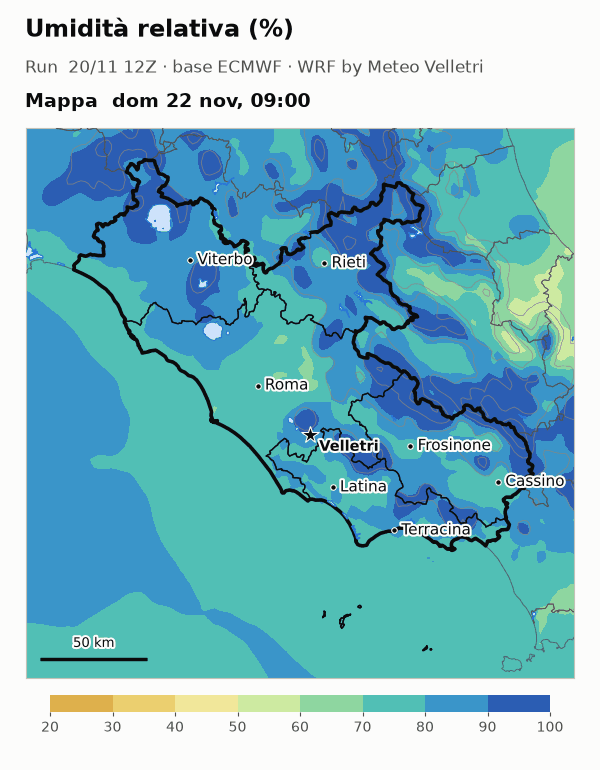 Umidità relativa (%)
Run  20/11 12Z · base ECMWF · WRF by Meteo Velletri
Mappa  dom 22 nov, 09:00
Viterbo
Rieti
Roma
Velletri
Frosinone
Latina
Cassino
Terracina
50 km
20 30 40 50 60 70 80 90 100